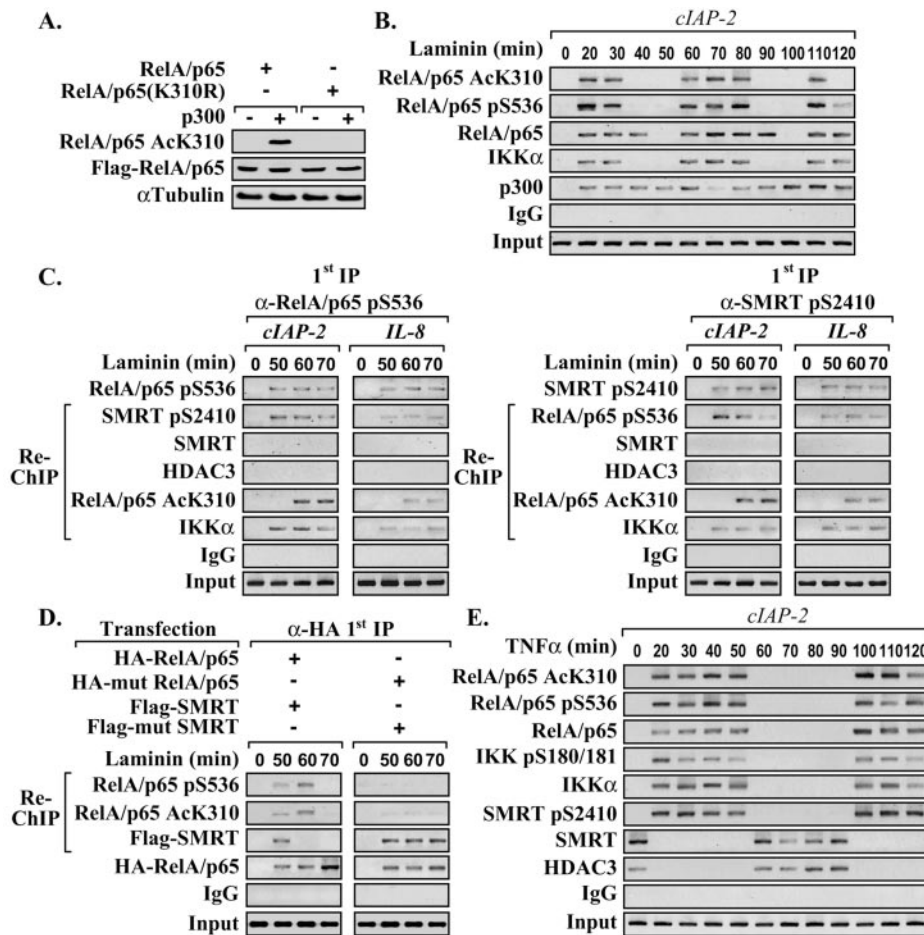 A.
RelA/p65 + -
RelA/p65(K310R) - +
p300 - + - +
RelA/p65 AcK310
Flag-RelA/p65
αTubulin
B.
cIAP-2
Laminin (min) 0 20 30 40 50 60 70 80 90 100 110 120
RelA/p65 AcK310
RelA/p65 pS536
RelA/p65
IKKα
p300
IgG
Input
C.
1st IP
α-RelA/p65 pS536
cIAP-2 IL-8
Laminin (min) 0 50 60 70 0 50 60 70
RelA/p65 pS536
Re-ChIP
SMRT pS2410
SMRT
HDAC3
RelA/p65 AcK310
IKKα
IgG
Input
1st IP
α-SMRT pS2410
cIAP-2 IL-8
Laminin (min) 0 50 60 70 0 50 60 70
SMRT pS2410
Re-ChIP
RelA/p65 pS536
SMRT
HDAC3
RelA/p65 AcK310
IKKα
IgG
Input
D.
Transfection α-HA 1st IP
HA-RelA/p65 + -
HA-mut RelA/p65 - +
Flag-SMRT + -
Flag-mut SMRT - +
Laminin (min) 0 50 60 70 0 50 60 70
Re-ChIP
RelA/p65 pS536
RelA/p65 AcK310
Flag-SMRT
HA-RelA/p65
IgG
Input
E.
cIAP-2
TNFα (min) 0 20 30 40 50 60 70 80 90 100 110 120
RelA/p65 AcK310
RelA/p65 pS536
RelA/p65
IKK pS180/181
IKKα
SMRT pS2410
SMRT
HDAC3
IgG
Input